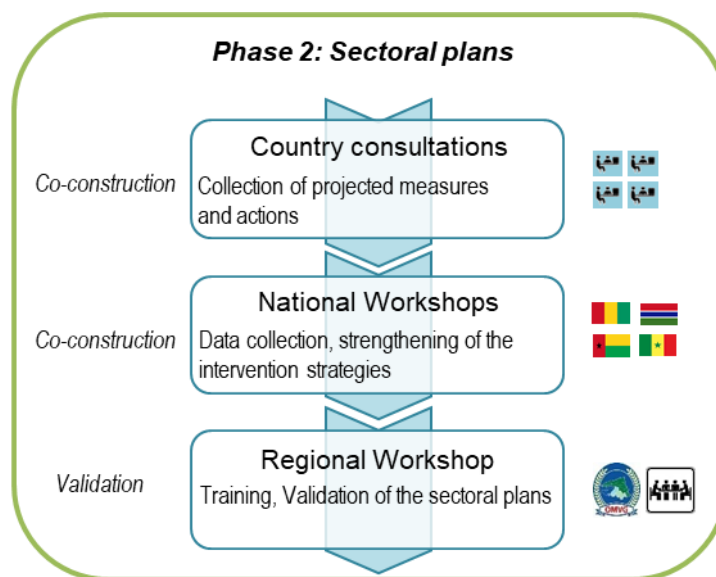 Phase 2: Sectoral plans
Country consultations
Co-construction
Collection of projected measures
and actions
National Workshops
Co-construction
Data collection, strengthening of the
intervention strategies
Regional Workshop
Validation
Training, Validation of the sectoral plans
OMVG